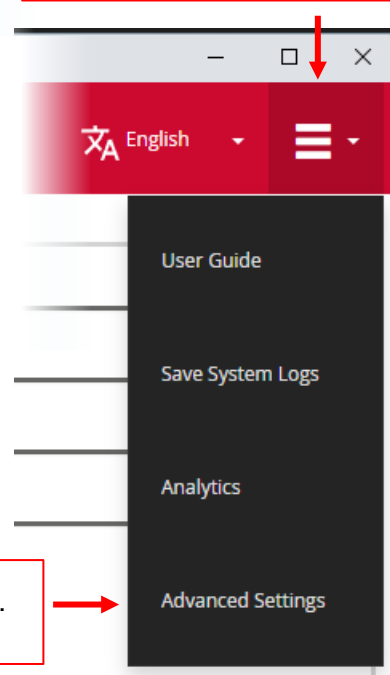 English
User Guide
Save System Logs
Analytics
Advanced Settings
.